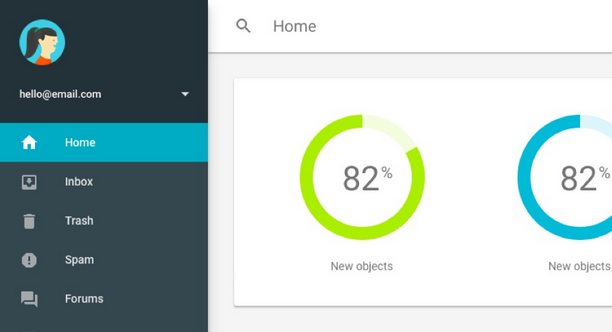 Home
hello@email.com
Home
Inbox
Trash
Spam
Forums
82%
New objects
82%
New objects